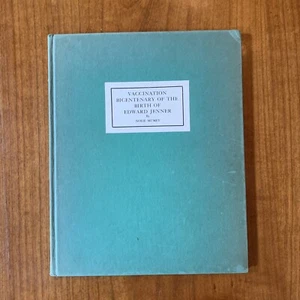 VACCINATION
BICENTENARY OF THE
BIRTH OF
EDWARD JENNER